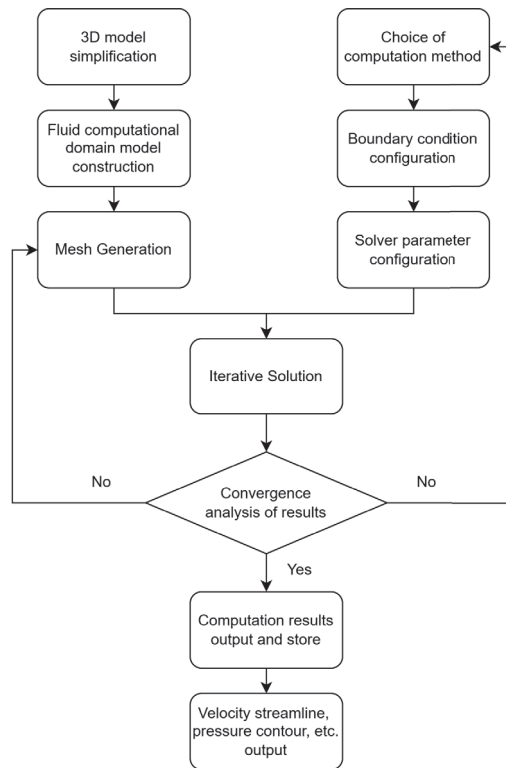 3D model
simplification
Choice of
computation method
Fluid computational
domain model
construction
Boundary condition
configuration
Mesh Generation
Solver parameter
configuration
Iterative Solution
No
Convergence
analysis of results
No
Yes
Computation results
output and store
Velocity streamline,
pressure contour, etc.
output